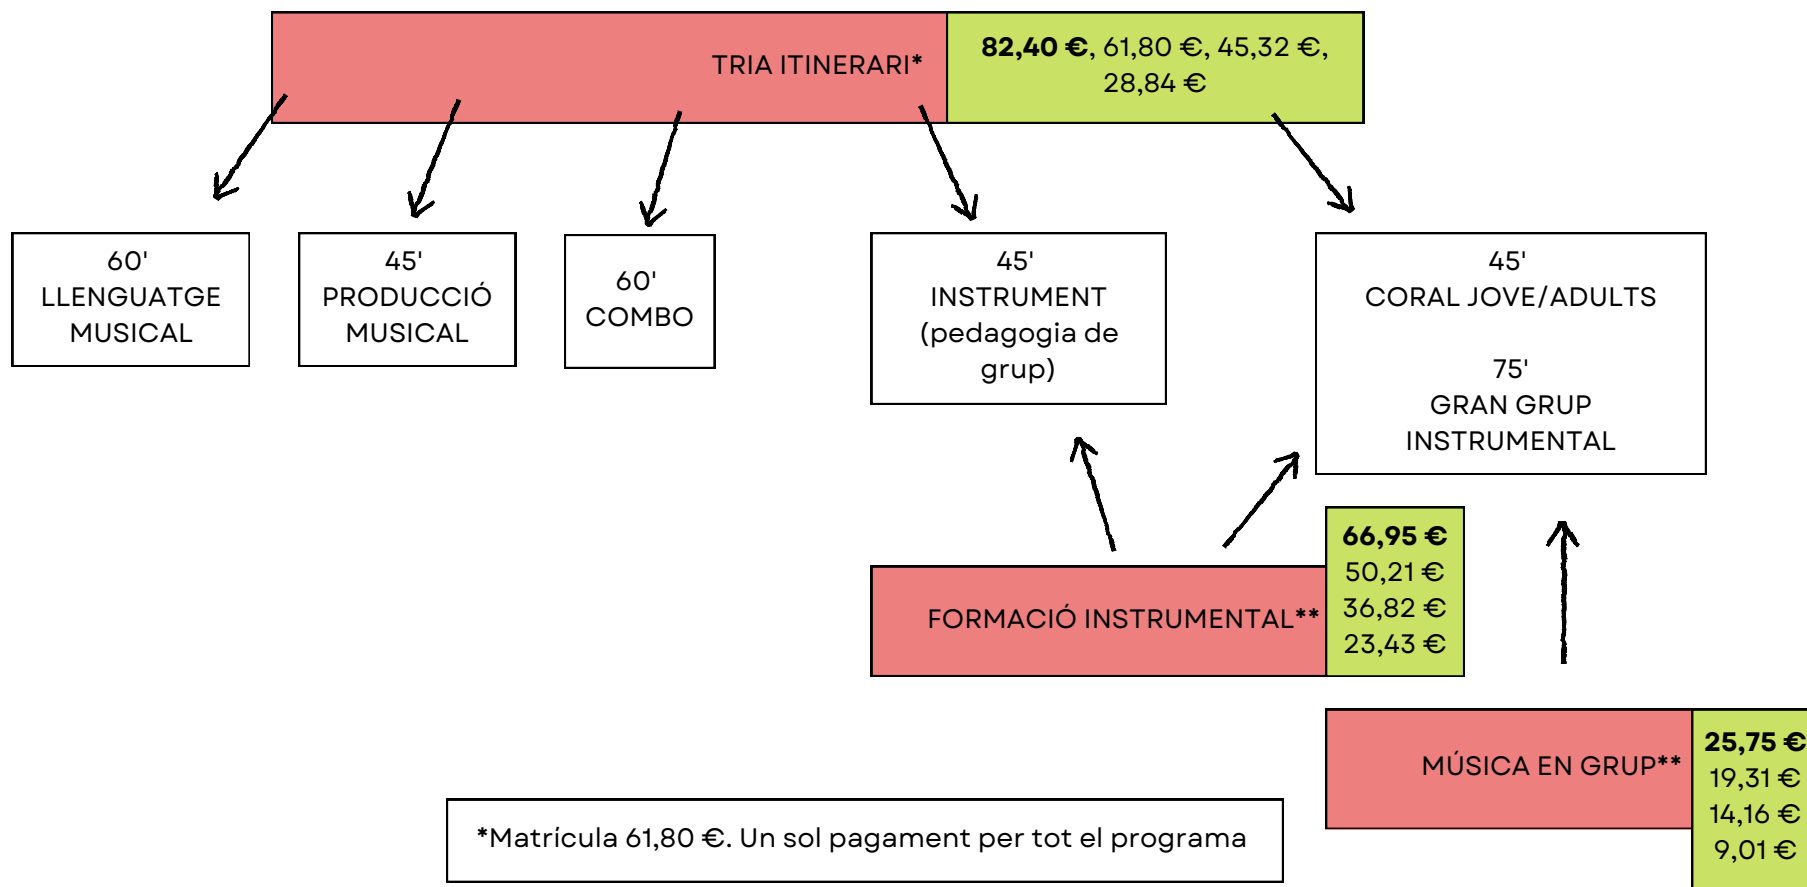 TRIA ITINERARI*
82,40 €, 61,80 €, 45,32 €,
28,84 €
60'
LLENGUATGE
MUSICAL
45'
PRODUCCIÓ
MUSICAL
60'
COMBO
45'
INSTRUMENT
(pedagogia de
grup)
45'
CORAL JOVE/ADULTS
75'
GRAN GRUP
INSTRUMENTAL
FORMACIÓ INSTRUMENTAL**
66,95 €
50,21 €
36,82 €
23,43 €
MÚSICA EN GRUP**
25,75 €
19,31 €
14,16 €
9,01 €
*Matrícula 61,80 €. Un sol pagament per tot el programa